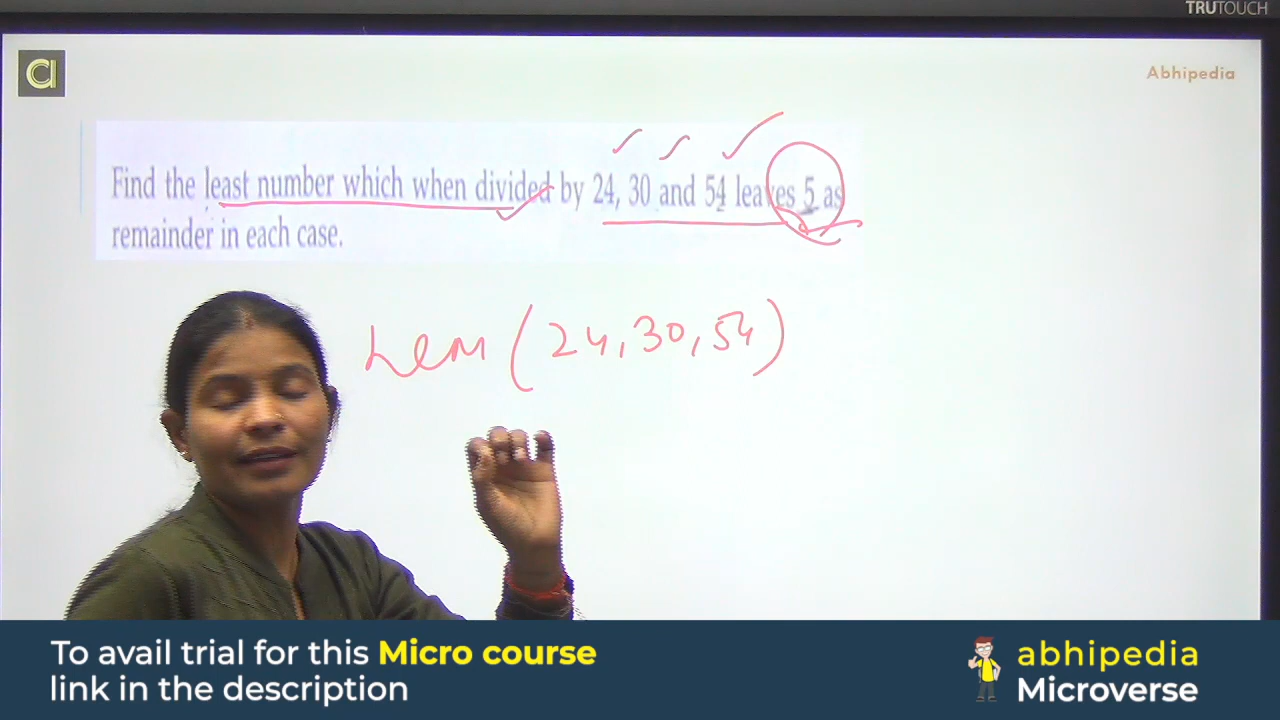 TRUTOUCH
Abhipedia
Find the least number which when divided by 24, 30 and 54 leaves 5 as
remainder in each case.
LCM (24,30,54)
To avail trial for this Micro course
link in the description
abhipedia
Microverse